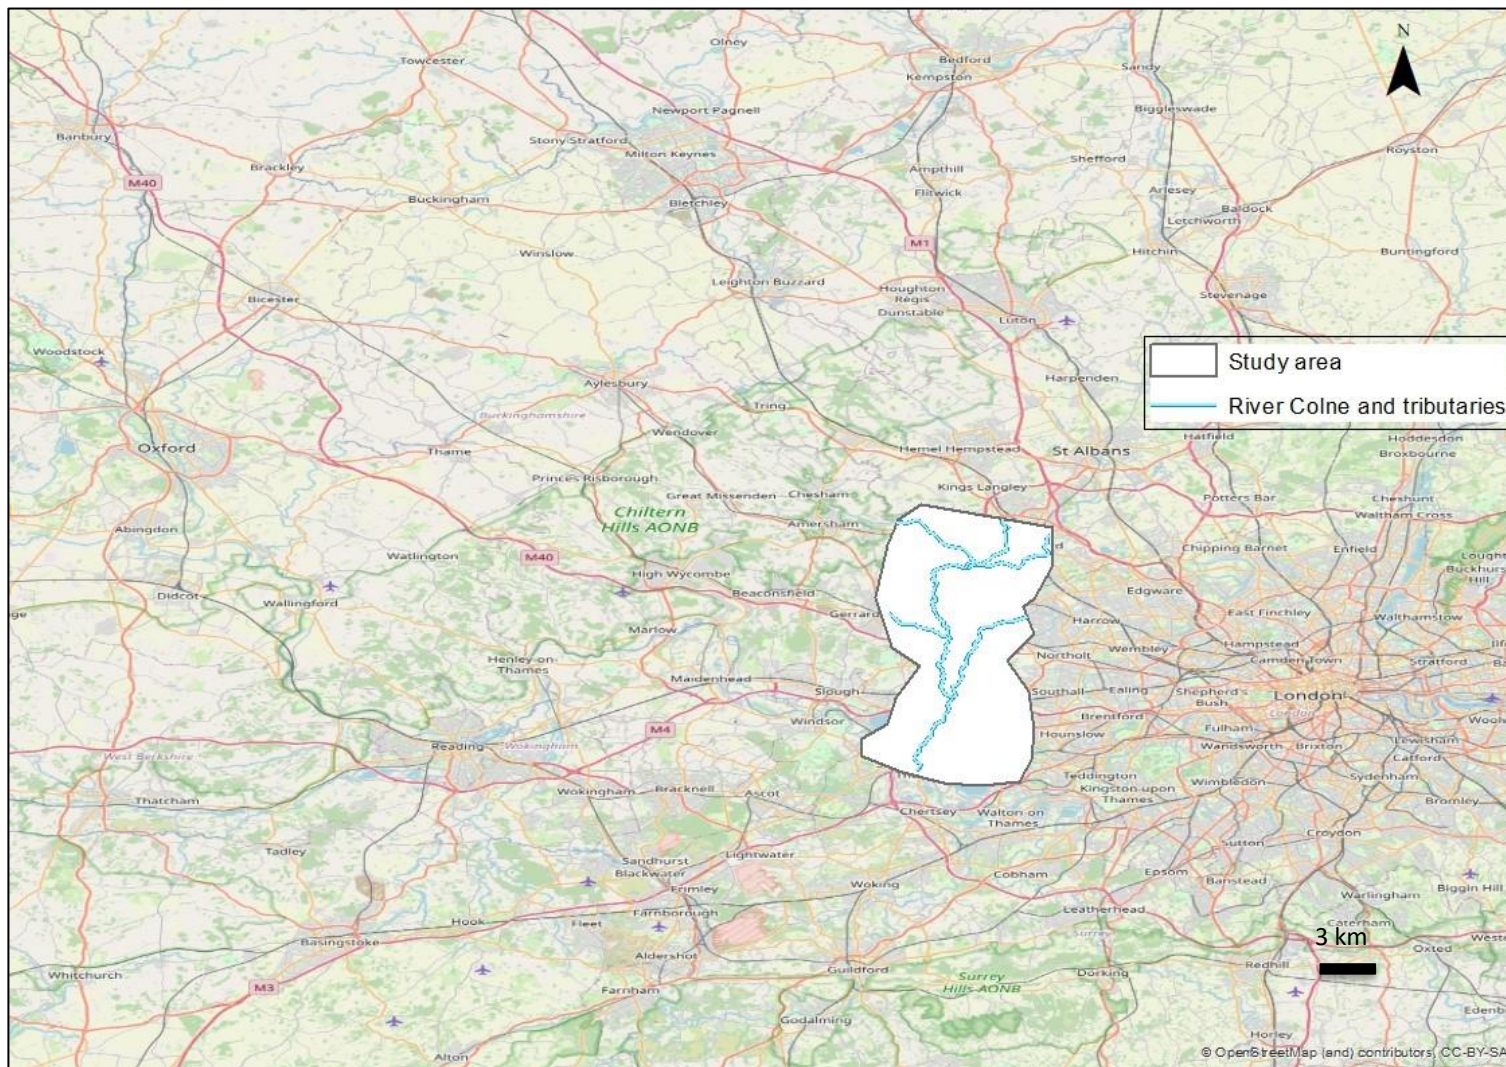 N
Olney
Towcester
Bedford
Kempston
Sandy
Newport Pagnell
Biggleswade
Banbury
Stony Stratford
Milton Keynes
Royston
Brackley
Ampthill
Flitwick
Shefford
M40
Buckingham
Bletchley
Arlesey
Baldock
Letchworth
M1
Winslow
Hitchin
Buntingford
Leighton Buzzard
Houghton
Regis
Dunstable
Stevenage
Bicester
Luton
Woodstock
Study area
Aylesbury
Harpenden
River Colne and tributaries
Buckinghamshire
Tring
Wendover
Hatfield
Hoddesdon
Broxbourne
Oxford
Thame
Hemel Hempstead
St Albans
Princes Risborough
Great Missenden
Chesham
Kings Langley
Potters Bar
Cheshunt
Waltham Cross
Chiltern
Hills AONB
Amersham
Abingdon
Watlington
M40
High Wycombe
Chipping Barnet
Enfield
Didcot
Wallingford
Beaconsfield
Edgware
Gerrard
East Finchley
Walthamstow
Marlow
Harrow
Hampstead
Wembley
Camden Town
Stratford
Henley-on-
Thames
Northolt
Maidenhead
Slough
Southall
Ealing
Shepherd's
Bush
London
London
Windsor
Brentford
Fulham
Hounslow
Wandsworth
Brixton
Lewisham
M4
Reading
Wokingham
West Berkshire
Catford
Teddington
Wimbledon
Sydenham
Kingston upon
Thames
Wokingham
Bracknell
Ascot
Thatcham
Bromley
Chertsey
Walton on
Thames
Croydon
Sutton
Tadley
Lightwater
Sandhurst
Blackwater
Frimley
Woking
Cobham
Epsom
Banstead
Biggin Hill
Warlingham
Farnborough
Fleet
Hook
Leatherhead
Caterham
Surrey
3 km
Basingstoke
Oxted
Aldershot
Redhill
Whitchurch
Guildford
Surrey
Hills AONB
Dorking
M3
Farnham
Godalming
Horley
Alton
© OpenStreetMap (and) contributors, CC-BY-SA